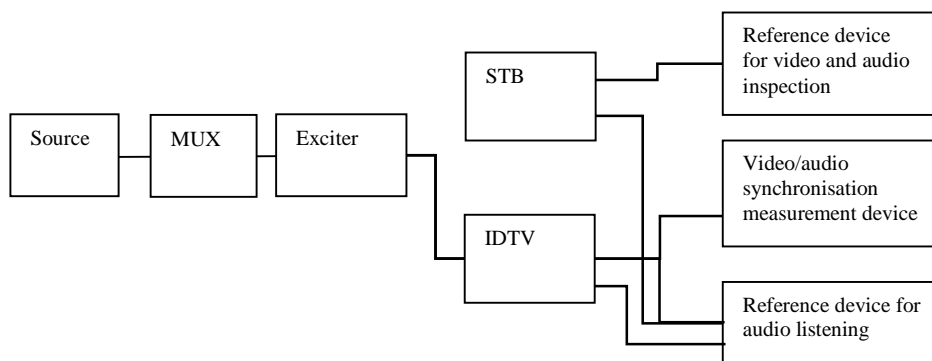 Source
MUX
Exciter
STB
IDTV
Reference device
for video and audio
inspection
Video/audio
synchronisation
measurement device
Reference device for
audio listening